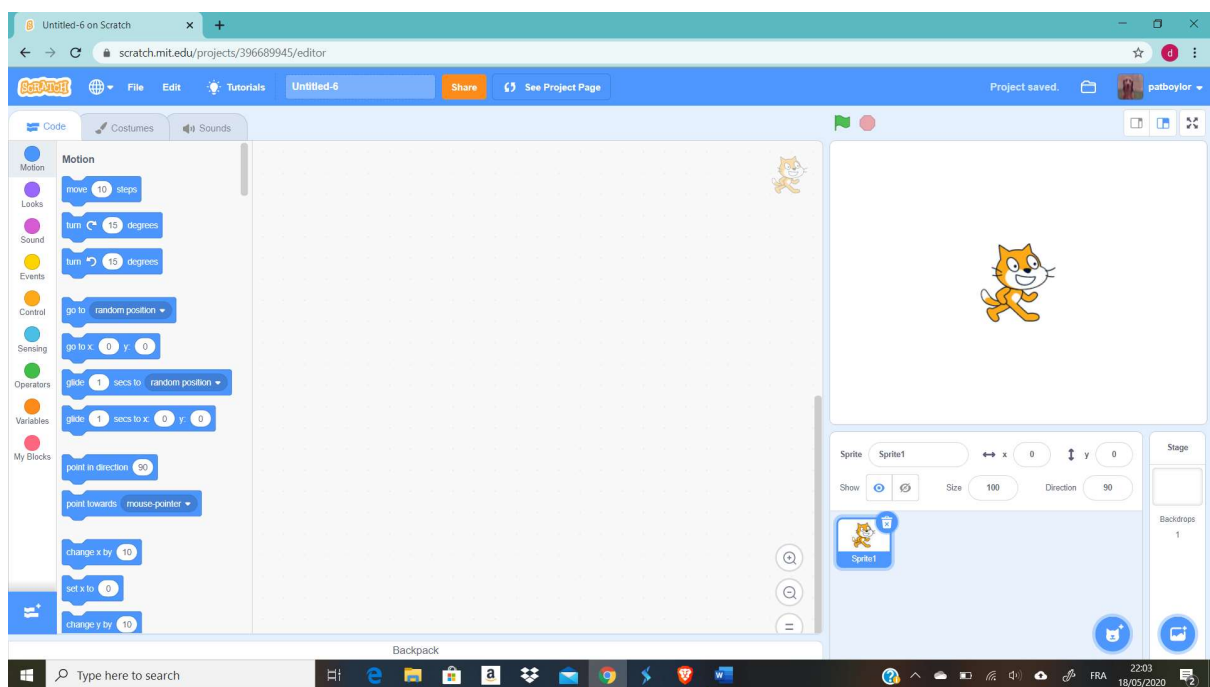 Untitled-6 on Scratch
scratch.mit.edu/projects/396689945/editor
d
SCRATCH File Edit Tutorials Untitled-6 Share See Project Page Project saved. patboylor
Code Costumes Sounds
Motion
Looks
Sound
Events
Control
Sensing
Operators
Variables
My Blocks
Motion
move 10 steps
turn 15 degrees
turn 15 degrees
go to random position
go to x: 0 y: 0
glide 1 secs to random position
glide 1 secs to x: 0 y: 0
point in direction 90
point towards mouse-pointer
change x by 10
set x to 0
change y by 10
Sprite Sprite1 x 0 y 0
Show Size 100 Direction 90
Sprite1
Stage
Backdrops
1
Backpack
Type here to search
a
FRA
22:03
18/05/2020
2